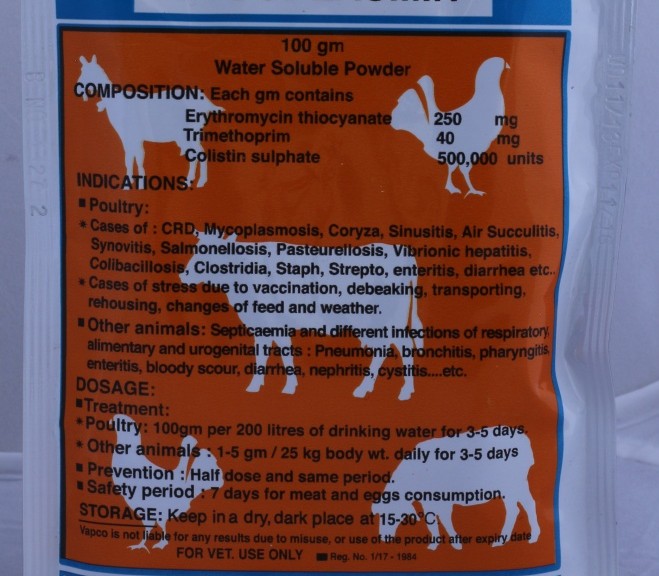 100 gm
Water Soluble Powder
COMPOSITION: Each gm contains
Erythromycin thiocyanate 250 mg
Trimethoprim 40 mg
Colistin sulphate 500,000 units
INDICATIONS:
■ Poultry:
* Cases of : CRD, Mycoplasmosis, Coryza, Sinusitis, Air Succulitis,
Synovitis, Salmonellosis, Pasteurellosis, Vibrionic hepatitis,
Colibacillosis, Clostridia, Staph, Strepto, enteritis, diarrhea etc..
* Cases of stress due to vaccination, debeaking, transporting,
rehousing, changes of feed and weather.
■ Other animals: Septicaemia and different infections of respiratory,
alimentary and urogenital tracts : Pneumonia, bronchitis, pharyngitis,
enteritis, bloody scour, diarrhea, nephritis, cystitis....etc.
DOSAGE:
■ Treatment:
* Poultry: 100gm per 200 litres of drinking water for 3-5 days.
* Other animals : 1-5 gm / 25 kg body wt. daily for 3-5 days
■ Prevention : Half dose and same period.
■ Safety period : 7 days for meat and eggs consumption.
STORAGE: Keep in a dry, dark place at 15-30°C.
Vapco is not liable for any results due to misuse, or use of the product after expiry date
FOR VET. USE ONLY ■ Reg. No. 1/17 - 1984